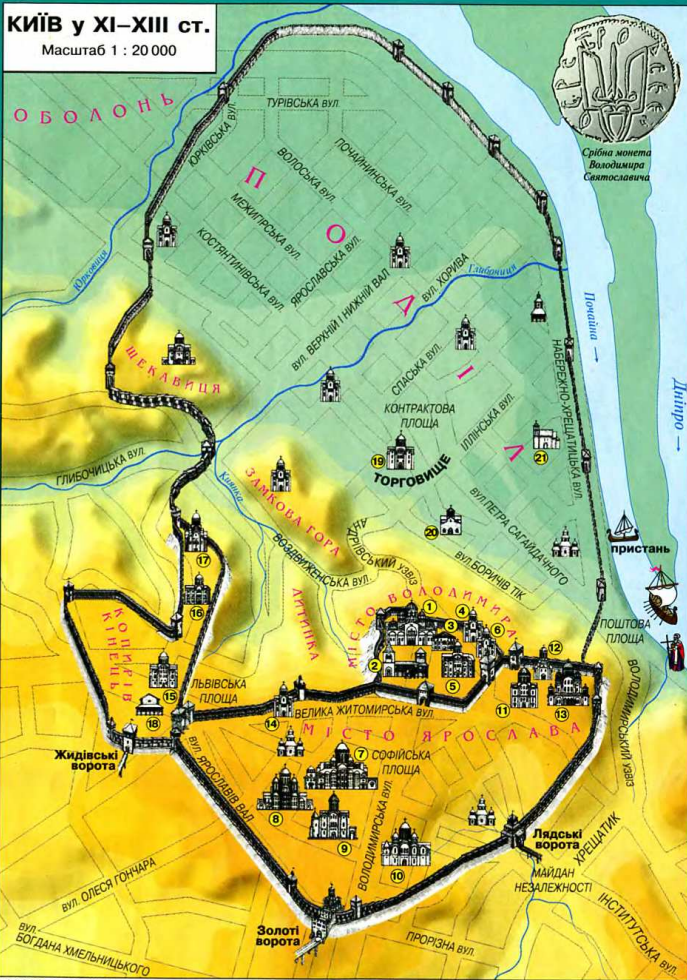 КИЇВ у XI–XIII ст.
Масштаб 1 : 20 000
Срібна монета
Володимира
Святославича
ОБОЛОНЬ
ТУРІВСЬКА ВУЛ.
ЮРКІВСЬКА ВУЛ.
ПОЧАЙНИНСЬКА ВУЛ.
ВОЛОСЬКА ВУЛ.
МЕЖИГІРСЬКА ВУЛ.
ПОДІЛ
КОСТЯНТИНІВСЬКА ВУЛ.
ЯРОСЛАВСЬКА ВУЛ.
ВУЛ. ВЕРХНІЙ І НИЖНІЙ ВАЛ
ВУЛ. ХОРИВА
Глибочиця
Юрковиця
Почайна
Дніпро
ЩЕКАВИЦЯ
СПАСЬКА ВУЛ.
НАБЕРЕЖНО-ХРЕЩАТИЦЬКА ВУЛ.
КОНТРАКТОВА
ПЛОЩА
ІЛЛІНСЬКА ВУЛ.
19
ТОРГОВИЩЕ
21
ГЛИБОЧИЦЬКА ВУЛ.
Киянка
ЗАМКОВА ГОРА
20
ВУЛ.ПЕТРА САГАЙДАЧНОГО
АНДРІЇВСЬКИЙ УЗВІЗ
ВУЛ.БОРИЧІВ ТІК
ВОЗДВИЖЕНСЬКА ВУЛ.
пристань
17
16
ДИТИНКА
МІСТО ВОЛОДИМИРА
1
4
3
6
2
5
12
11
13
ПОШТОВА
ПЛОЩА
ВОЛОДИМИРСЬКИЙ УЗВІЗ
КОПИРІВ
КІНЕЦЬ
15
18
ЛЬВІВСЬКА
ПЛОЩА
14
ВЕЛИКА ЖИТОМИРСЬКА ВУЛ.
МІСТО ЯРОСЛАВА
Жидівські
ворота
ВУЛ. ЯРОСЛАВІВ ВАЛ
7
СОФІЙСЬКА
ПЛОЩА
8
9
10
ВОЛОДИМИРСЬКА ВУЛ.
Лядські
ворота
ХРЕЩАТИК
МАЙДАН
НЕЗАЛЕЖНОСТІ
ІНСТИТУТСЬКА ВУЛ.
ВУЛ. ОЛЕСЯ ГОНЧАРА
Золоті
ворота
ПРОРІЗНА ВУЛ.
ВУЛ.
БОГДАНА ХМЕЛЬНИЦЬКОГО